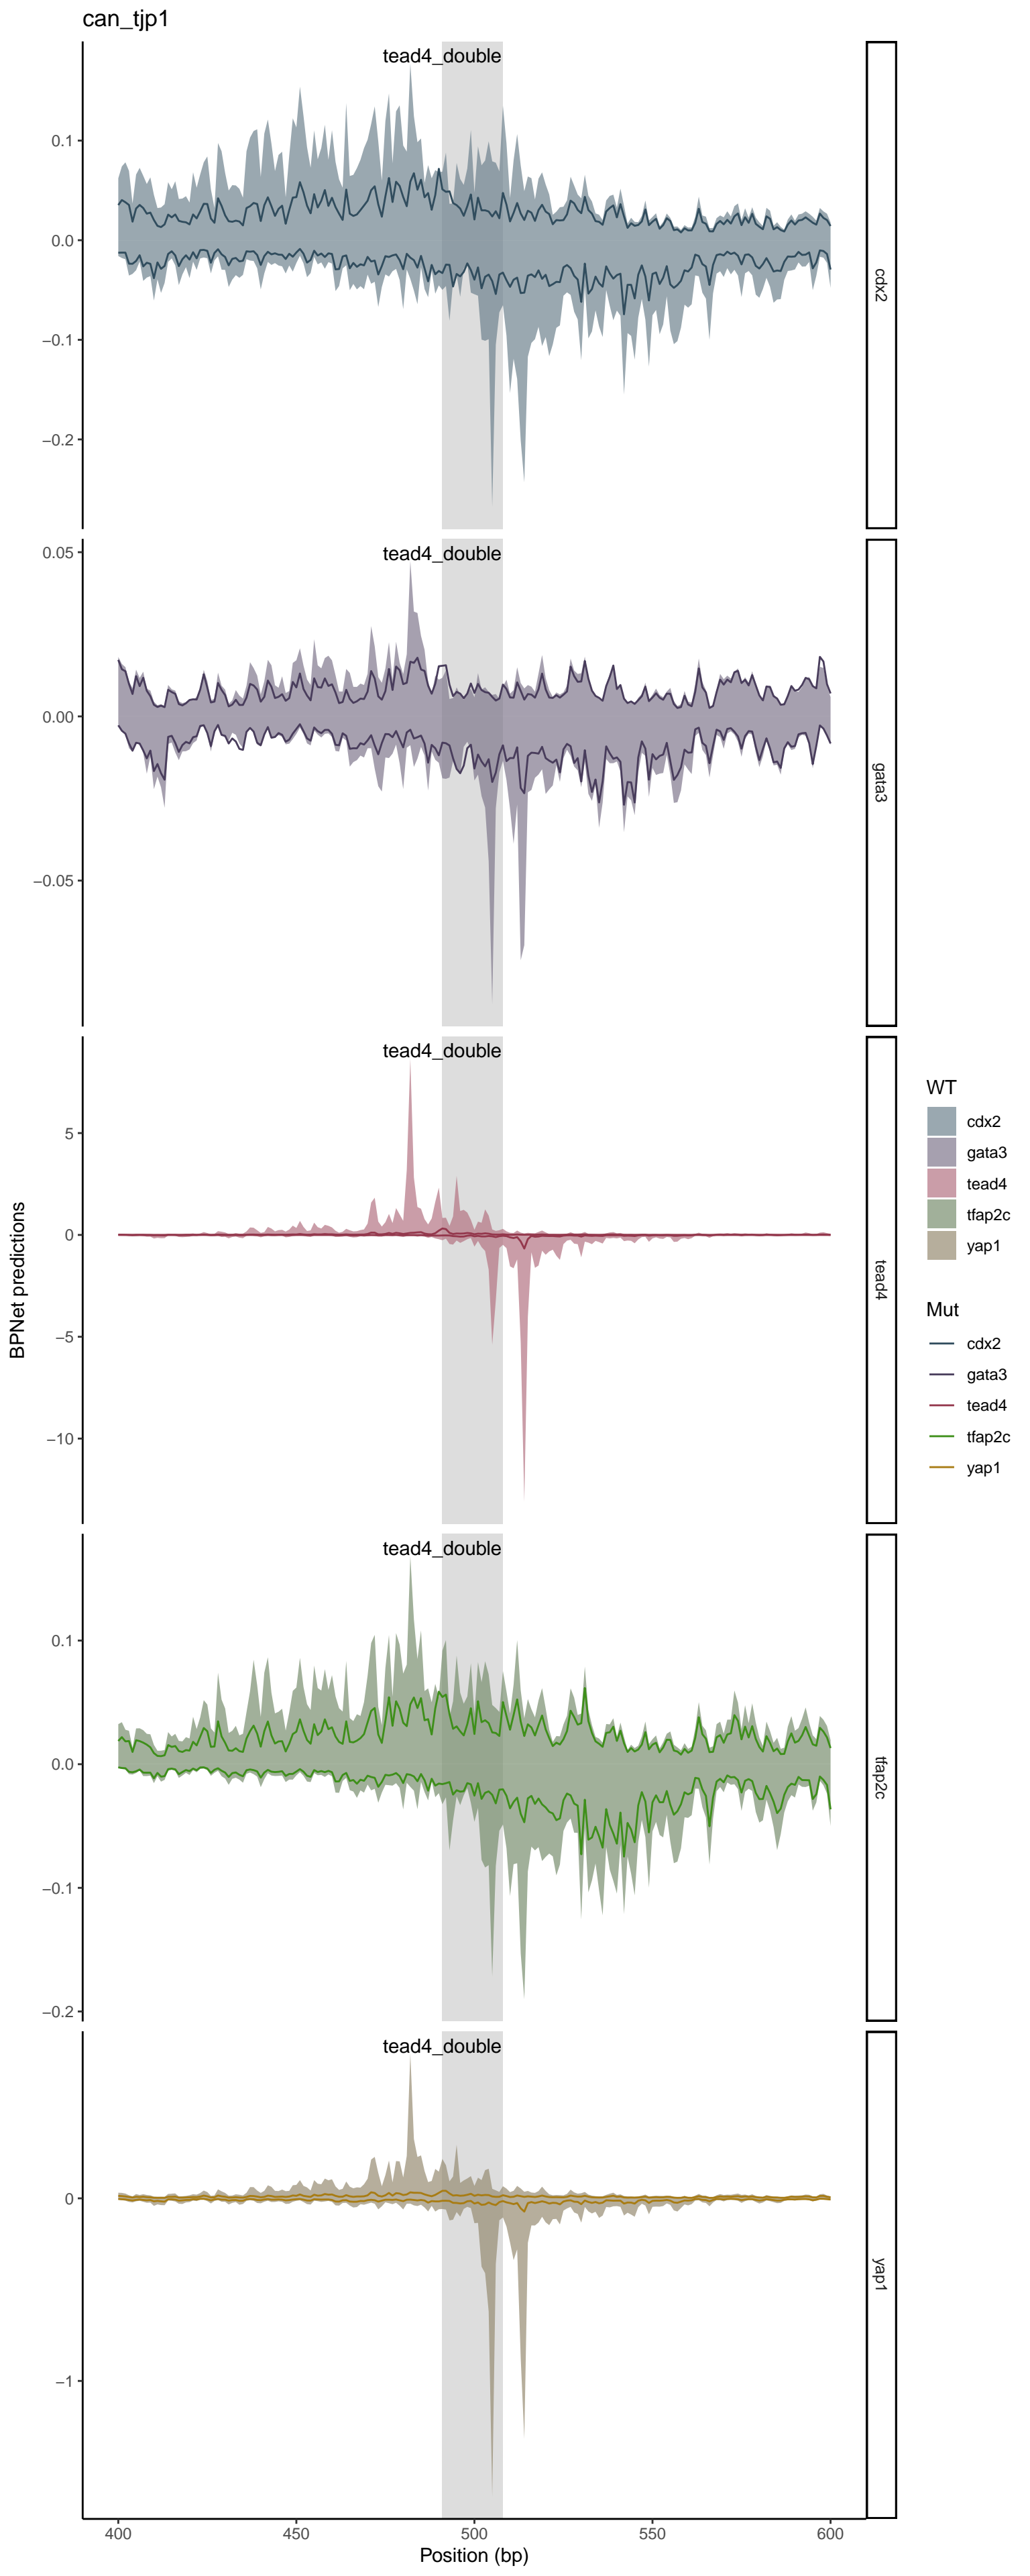 can_tjp1
tead4_double
0.1
0.0
−0.1
−0.2
cdx2
tead4_double
0.05
0.00
−0.05
gata3
tead4_double
5
0
−5
−10
tead4
tead4_double
0.1
0.0
−0.1
−0.2
tfap2c
tead4_double
0
−1
yap1
400
450
500
550
600
Position (bp)
BPNet predictions
WT
cdx2
gata3
tead4
tfap2c
yap1
Mut
cdx2
gata3
tead4
tfap2c
yap1